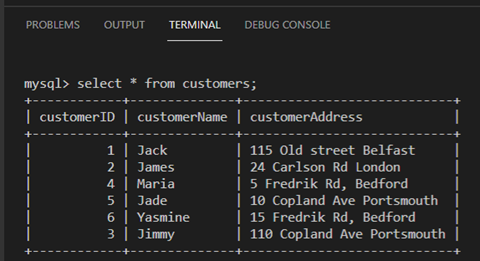 PROBLEMS OUTPUT TERMINAL DEBUG CONSOLE
mysql> select * from customers;
+------------+--------------+---------------------------+
| customerID | customerName | customerAddress           |
+------------+--------------+---------------------------+
|          1 | Jack         | 115 Old street Belfast    |
|          2 | James        | 24 Carlson Rd London      |
|          4 | Maria        | 5 Fredrik Rd, Bedford     |
|          5 | Jade         | 10 Copland Ave Portsmouth |
|          6 | Yasmine      | 15 Fredrik Rd, Bedford    |
|          3 | Jimmy        | 110 Copland Ave Portsmouth |
+------------+--------------+---------------------------+